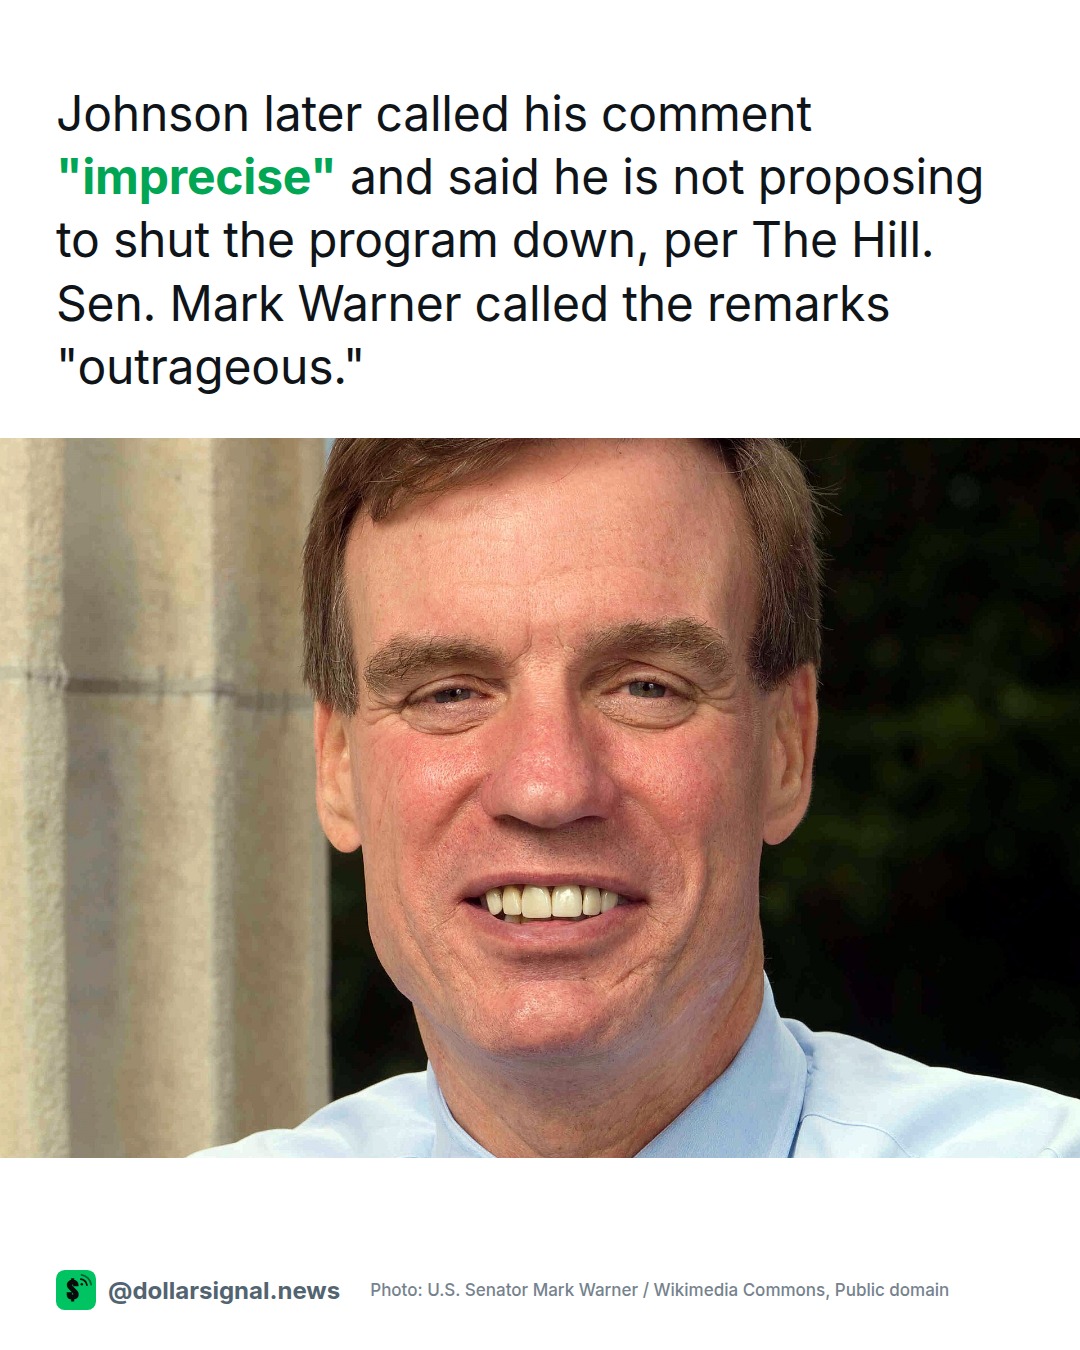 Johnson later called his comment
"imprecise" and said he is not proposing
to shut the program down, per The Hill.
Sen. Mark Warner called the remarks
"outrageous."
@dollarsignal.news Photo: U.S. Senator Mark Warner / Wikimedia Commons, Public domain